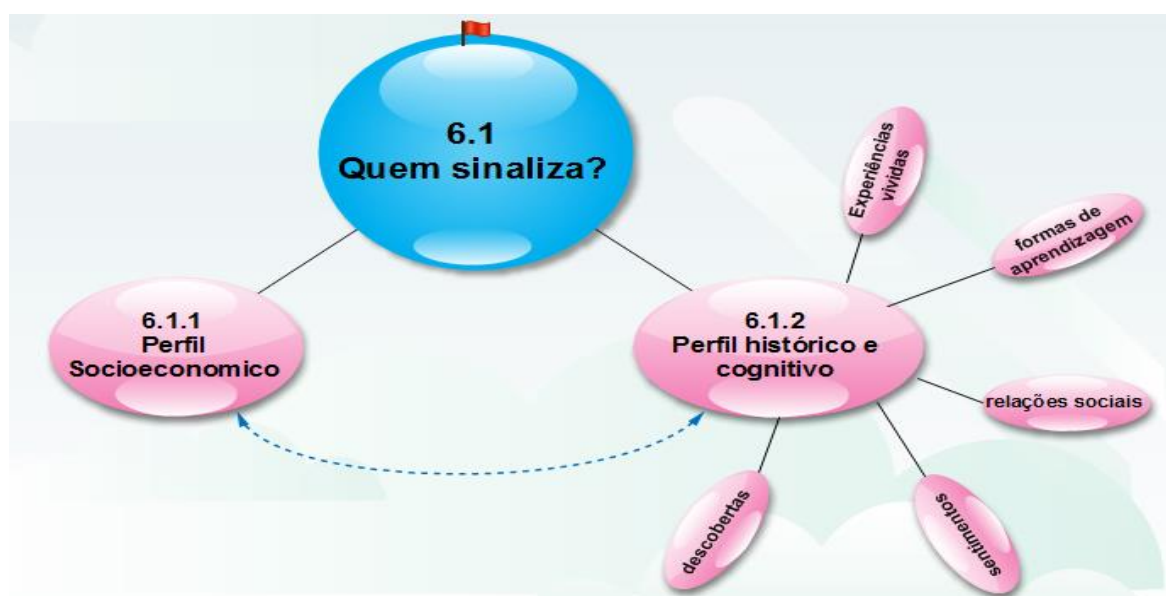 6.1
Quem sinaliza?
6.1.1
Perfil
Socioeconomico
6.1.2
Perfil histórico e
cognitivo
Experiências
vividas
formas de
aprendizagem
relações sociais
sentimentos
descobertas